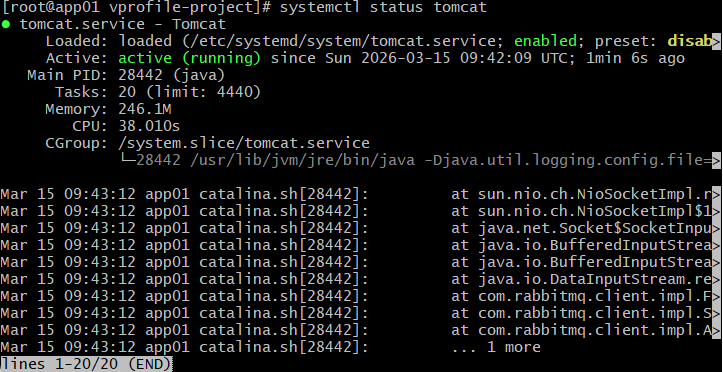 [root@app01 vprofile-project]# systemctl status tomcat
● tomcat.service - Tomcat
     Loaded: loaded (/etc/systemd/system/tomcat.service; enabled; preset: disab>
     Active: active (running) since Sun 2026-03-15 09:42:09 UTC; 1min 6s ago
   Main PID: 28442 (java)
      Tasks: 20 (limit: 4440)
     Memory: 246.1M
        CPU: 38.010s
     CGroup: /system.slice/tomcat.service
             └─28442 /usr/lib/jvm/jre/bin/java -Djava.util.logging.config.file=>
Mar 15 09:43:12 app01 catalina.sh[28442]:         at sun.nio.ch.NioSocketImpl.r>
Mar 15 09:43:12 app01 catalina.sh[28442]:         at sun.nio.ch.NioSocketImpl$1>
Mar 15 09:43:12 app01 catalina.sh[28442]:         at java.net.Socket$SocketInpu>
Mar 15 09:43:12 app01 catalina.sh[28442]:         at java.io.BufferedInputStrea>
Mar 15 09:43:12 app01 catalina.sh[28442]:         at java.io.BufferedInputStrea>
Mar 15 09:43:12 app01 catalina.sh[28442]:         at java.io.DataInputStream.re>
Mar 15 09:43:12 app01 catalina.sh[28442]:         at com.rabbitmq.client.impl.F>
Mar 15 09:43:12 app01 catalina.sh[28442]:         at com.rabbitmq.client.impl.S>
Mar 15 09:43:12 app01 catalina.sh[28442]:         at com.rabbitmq.client.impl.A>
Mar 15 09:43:12 app01 catalina.sh[28442]:         ... 1 more
lines 1-20/20 (END)